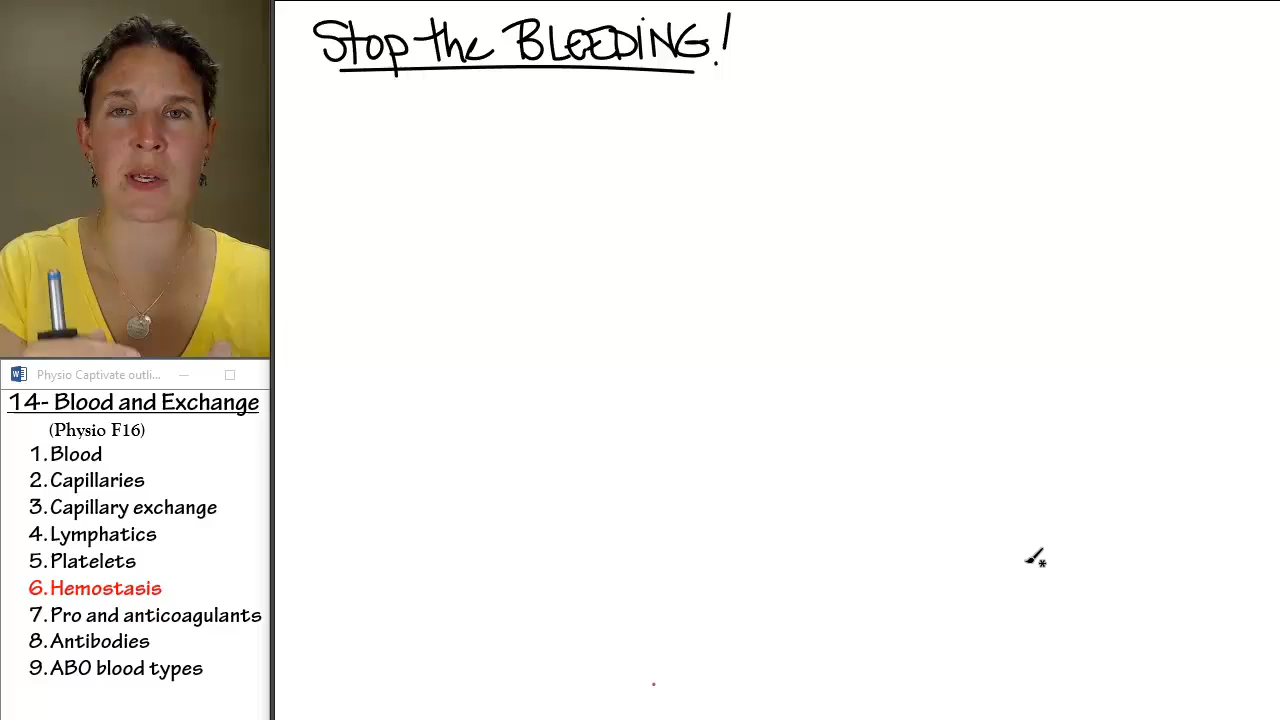 Stop the BLEEDING!
Physio Captivate outli...
14- Blood and Exchange
(Physio F16)
1. Blood
2. Capillaries
3. Capillary exchange
4. Lymphatics
5. Platelets
6. Hemostasis
7. Pro and anticoagulants
8. Antibodies
9. ABO blood types